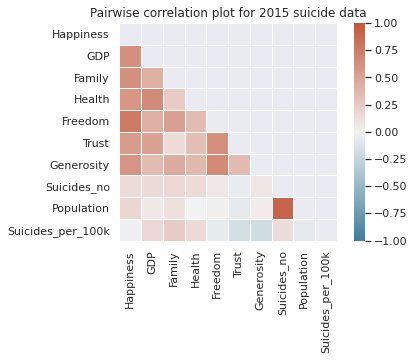 Pairwise correlation plot for 2015 suicide data
Happiness
GDP
Family
Health
Freedom
Trust
Generosity
Suicides_no
Population
Suicides_per_100k
Happiness
GDP
Family
Health
Freedom
Trust
Generosity
Suicides_no
Population
Suicides_per_100k
1.00
0.75
0.50
0.25
0.00
−0.25
−0.50
−0.75
−1.00